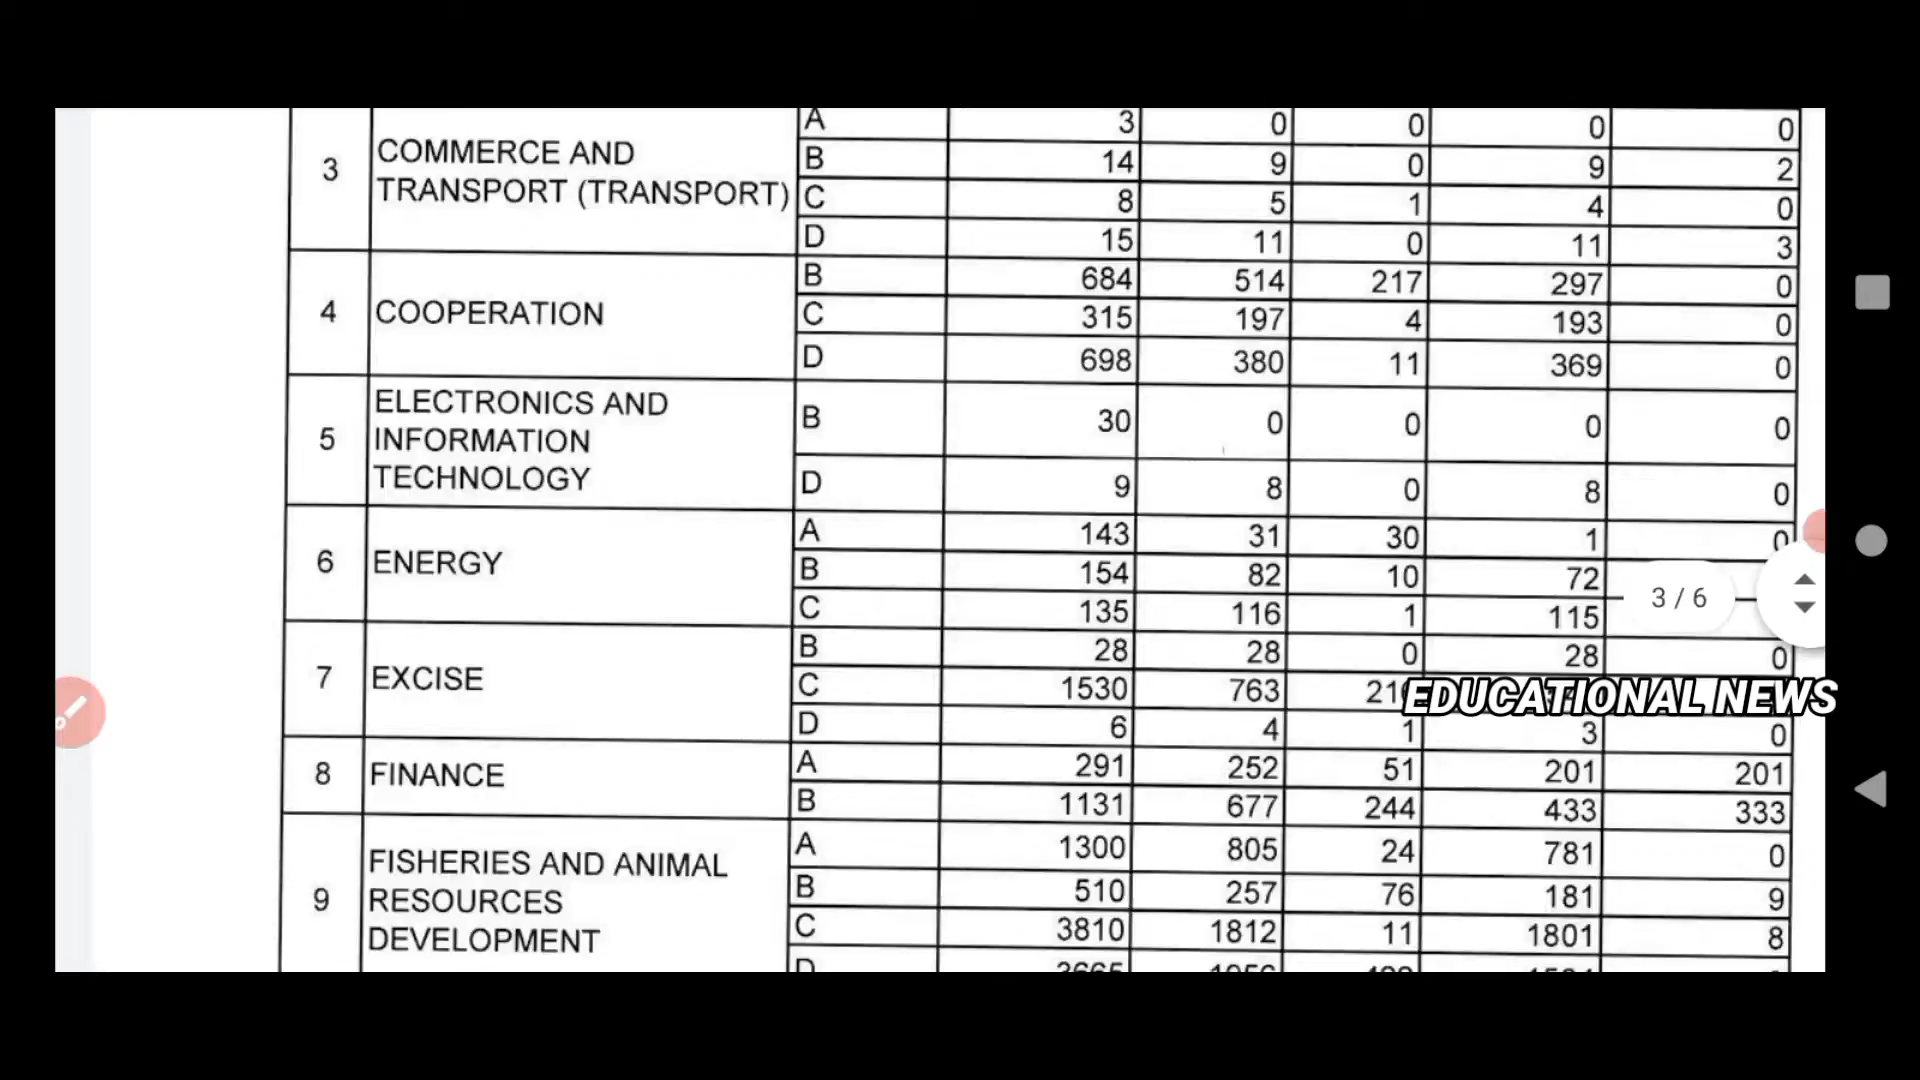 A 3 0 0 0 0
3 COMMERCE AND TRANSPORT (TRANSPORT) B 14 9 0 9 2
C 8 5 1 4 0
D 15 11 0 11 3
4 COOPERATION B 684 514 217 297 0
C 315 197 4 193 0
D 698 380 11 369 0
5 ELECTRONICS AND INFORMATION TECHNOLOGY B 30 0 0 0 0
D 9 8 0 8 0
6 ENERGY A 143 31 30 1 0
B 154 82 10 72
3 / 6
C 135 116 1 115
7 EXCISE B 28 28 0 28 0
C 1530 763
EDUCATIONAL NEWS
D 6 4 1 3 0
8 FINANCE A 291 252 51 201 201
B 1131 677 244 433 333
9 FISHERIES AND ANIMAL RESOURCES DEVELOPMENT A 1300 805 24 781 0
B 510 257 76 181 9
C 3810 1812 11 1801 8
D